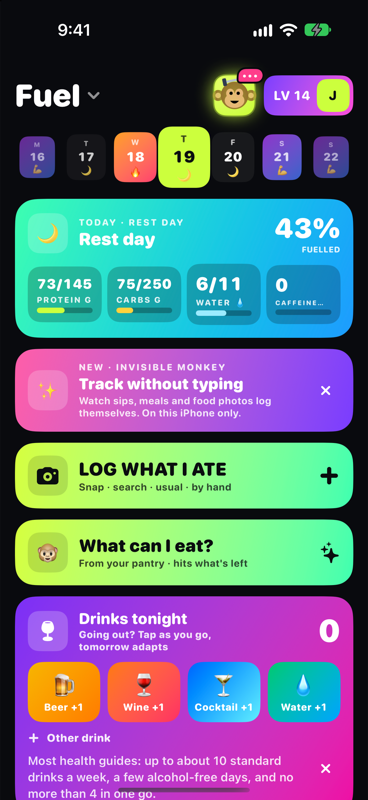 9:41
Fuel
LV 14 J
M T W T F S S
16 17 18 19 20 21 22
TODAY · REST DAY
Rest day
43%
FUELLED
73/145
PROTEIN G
75/250
CARBS G
6/11
WATER
0
CAFFEINE…
NEW · INVISIBLE MONKEY
Track without typing
Watch sips, meals and food photos log
themselves. On this iPhone only.
LOG WHAT I ATE
Snap · search · usual · by hand
What can I eat?
From your pantry · hits what's left
Drinks tonight
Going out? Tap as you go,
tomorrow adapts
0
Beer +1
Wine +1
Cocktail +1
Water +1
+ Other drink
Most health guides: up to about 10 standard
drinks a week, a few alcohol-free days, and no
more than 4 in one go.